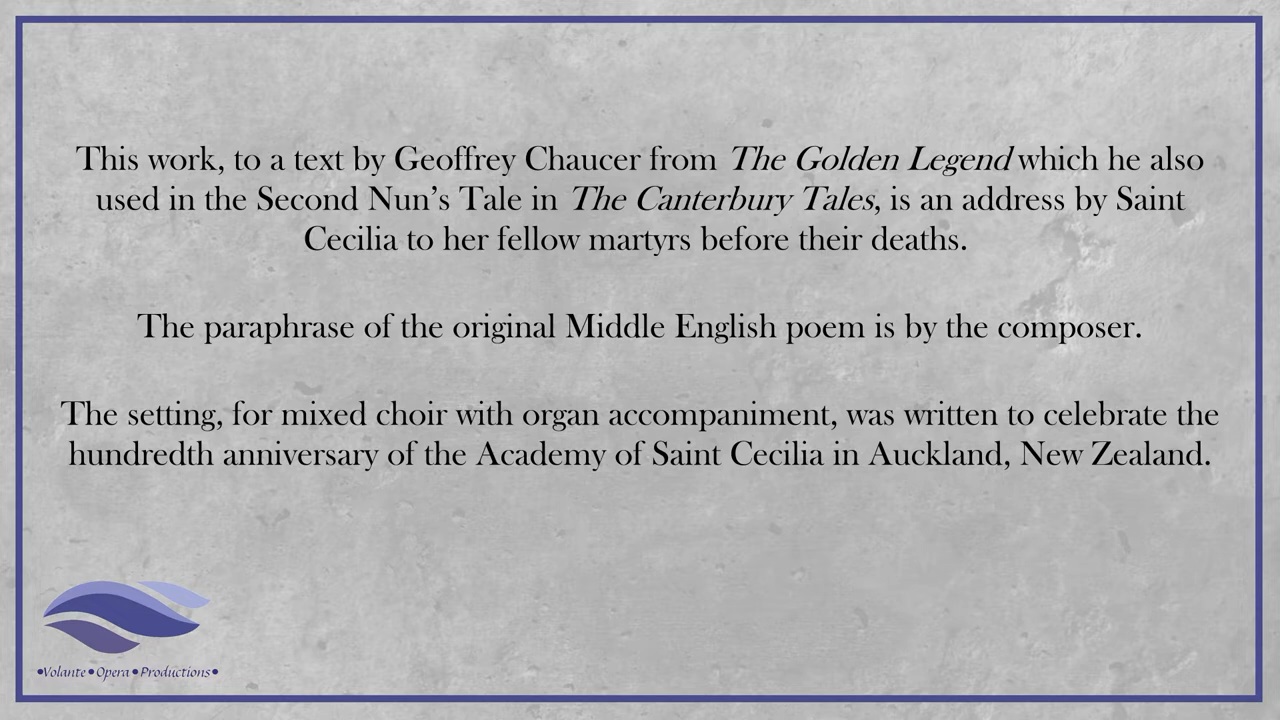 This work, to a text by Geoffrey Chaucer from The Golden Legend which he also
used in the Second Nun’s Tale in The Canterbury Tales, is an address by Saint
Cecilia to her fellow martyrs before their deaths.
The paraphrase of the original Middle English poem is by the composer.
The setting, for mixed choir with organ accompaniment, was written to celebrate the
hundredth anniversary of the Academy of Saint Cecilia in Auckland, New Zealand.
•Volante•Opera•Productions•